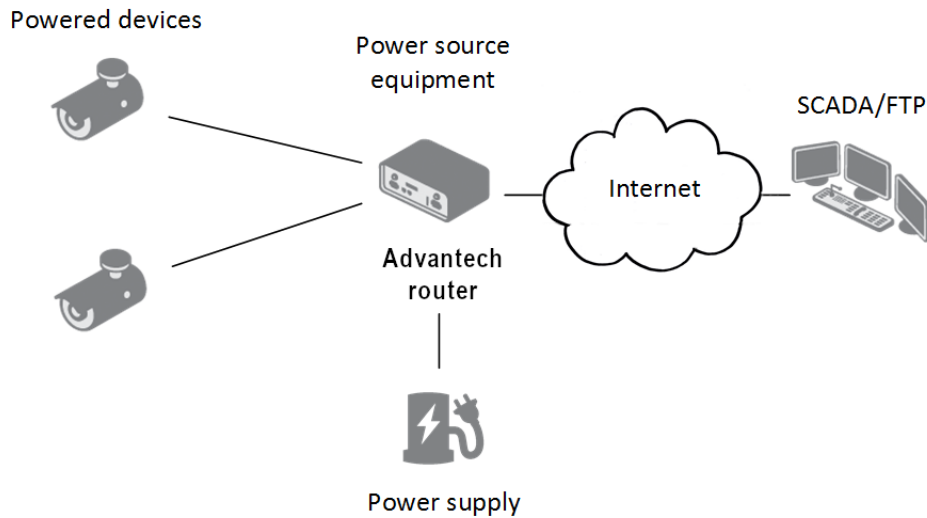 Powered devices
Power source
equipment
SCADA/FTP
Internet
Advantech
router
Power supply